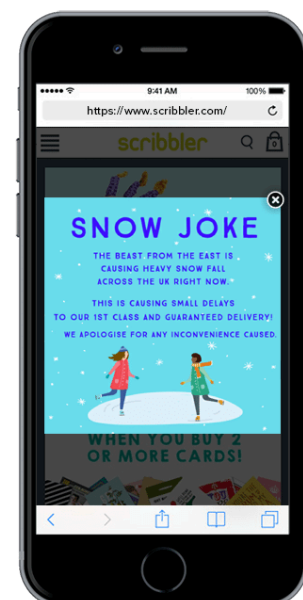 9:41 AM
100%
https://www.scribbler.com/
scribbler
0
SNOW JOKE
THE BEAST FROM THE EAST IS
CAUSING HEAVY SNOW FALL
ACROSS THE UK RIGHT NOW.
THIS IS CAUSING SMALL DELAYS
TO OUR 1ST CLASS AND GUARANTEED DELIVERY!
WE APOLOGISE FOR ANY INCONVENIENCE CAUSED.
WHEN YOU BUY 2
OR MORE CARDS!